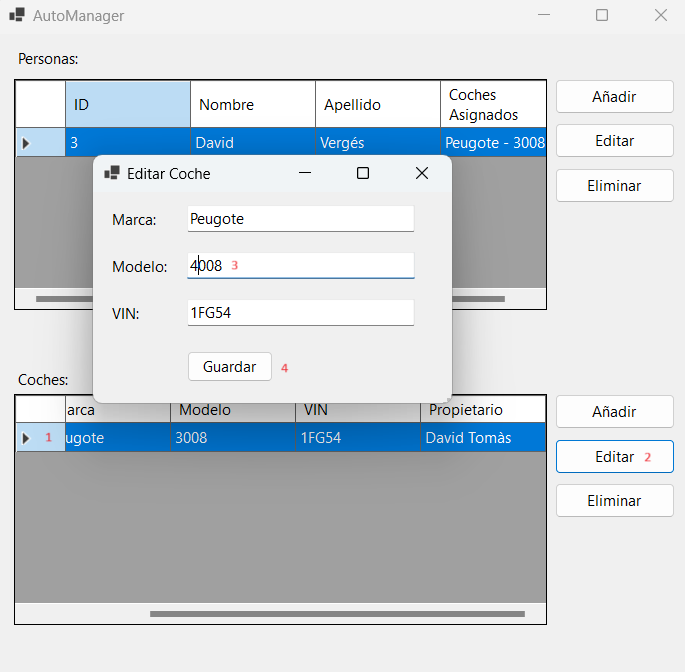 AutoManager
Personas:
ID Nombre Apellido Coches Asignados
3 David Vergés Peugote - 3008
Añadir
Editar
Eliminar
Editar Coche
Marca: Peugote
Modelo: 4008 3
VIN: 1FG54
Guardar 4
Coches:
arca Modelo VIN Propietario
1 ugote 3008 1FG54 David Tomàs
Añadir
Editar 2
Eliminar